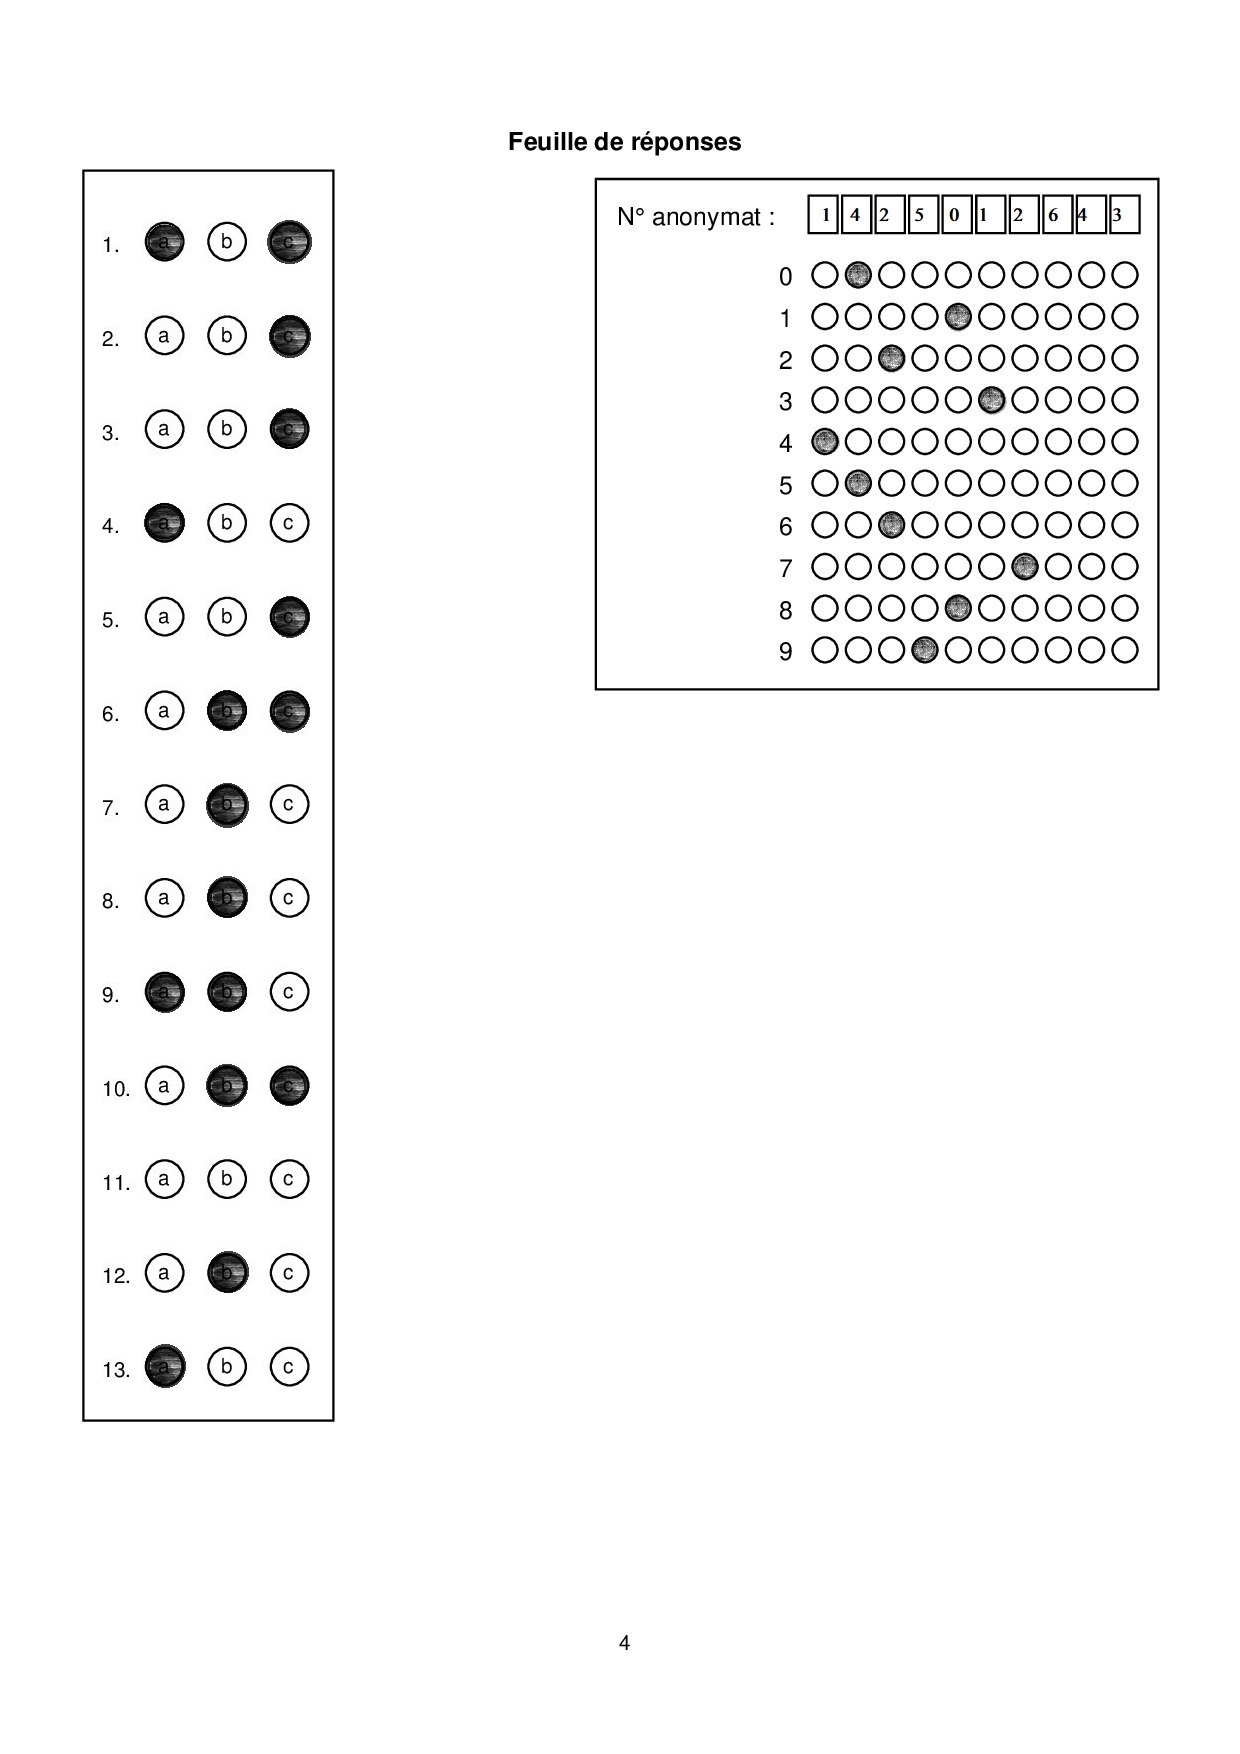 Feuille de réponses
1. a b c
2. a b c
3. a b c
4. a b c
5. a b c
6. a b c
7. a b c
8. a b c
9. a b c
10. a b c
11. a b c
12. a b c
13. a b c
N° anonymat : 1 4 2 5 0 1 2 6 4 3
0
1
2
3
4
5
6
7
8
9
4